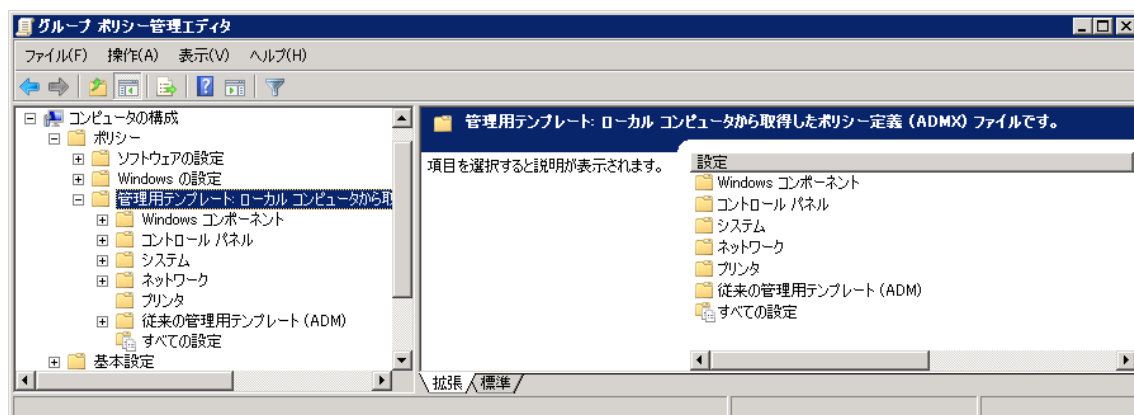 グループ ポリシー管理エディタ
ファイル(F) 操作(A) 表示(V) ヘルプ(H)
コンピュータの構成
ポリシー
ソフトウェアの設定
Windows の設定
管理用テンプレート: ローカル コンピュータから取
Windows コンポーネント
コントロール パネル
システム
ネットワーク
プリンタ
従来の管理用テンプレート (ADM)
すべての設定
基本設定
管理用テンプレート: ローカル コンピュータから取得したポリシー定義 (ADMX) ファイルです。
項目を選択すると説明が表示されます。
設定
Windows コンポーネント
コントロール パネル
システム
ネットワーク
プリンタ
従来の管理用テンプレート (ADM)
すべての設定
拡張 標準